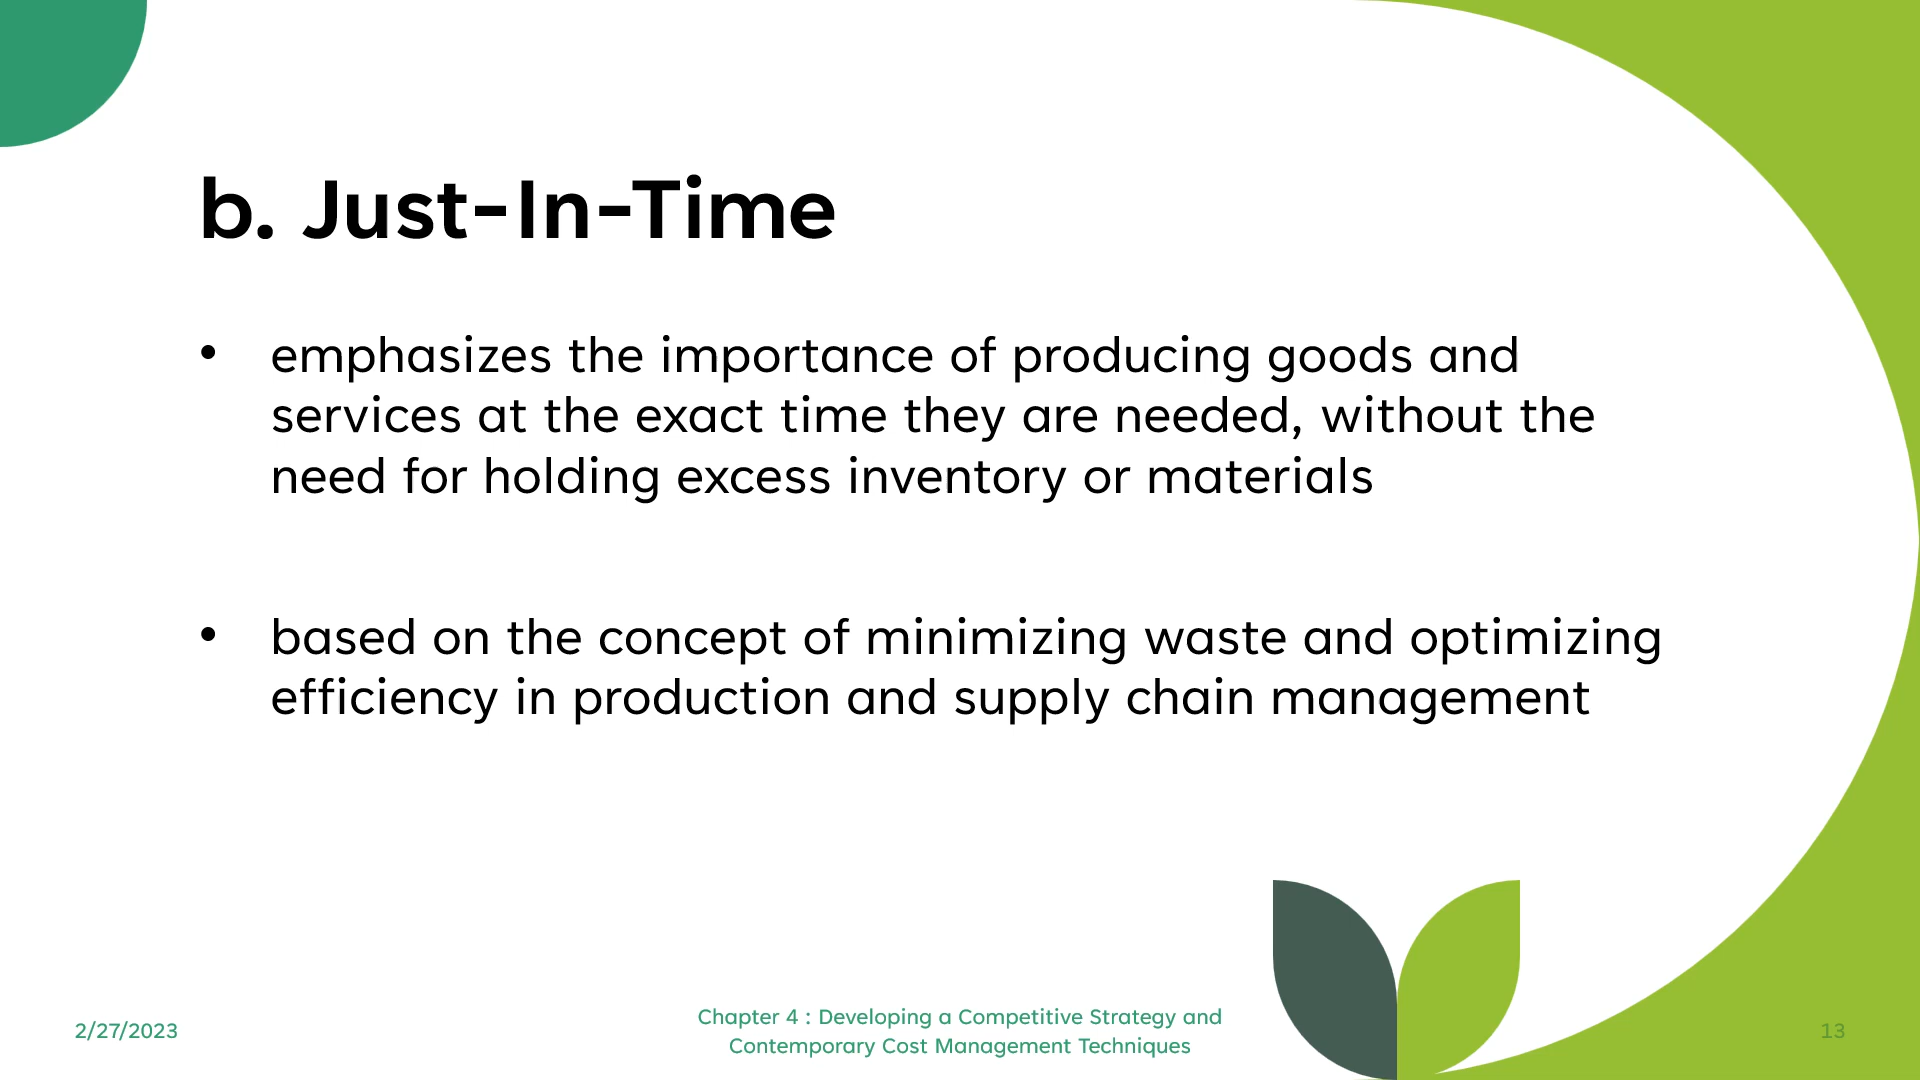 b. Just-In-Time
• emphasizes the importance of producing goods and
services at the exact time they are needed, without the
need for holding excess inventory or materials
• based on the concept of minimizing waste and optimizing
efficiency in production and supply chain management
2/27/2023
Chapter 4 : Developing a Competitive Strategy and
Contemporary Cost Management Techniques
13